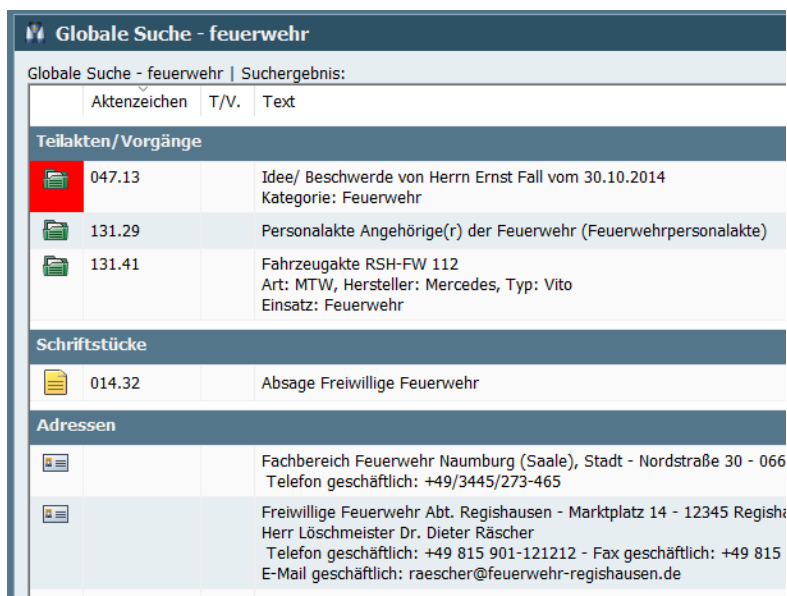 Globale Suche - feuerwehr
Globale Suche - feuerwehr | Suchergebnis:
Aktenzeichen T/V. Text
Teilakten/Vorgänge
047.13 Idee/ Beschwerde von Herrn Ernst Fall vom 30.10.2014
Kategorie: Feuerwehr
131.29 Personalakte Angehörige(r) der Feuerwehr (Feuerwehrpersonalakte)
131.41 Fahrzeugakte RSH-FW 112
Art: MTW, Hersteller: Mercedes, Typ: Vito
Einsatz: Feuerwehr
Schriftstücke
014.32 Absage Freiwillige Feuerwehr
Adressen
Fachbereich Feuerwehr Naumburg (Saale), Stadt - Nordstraße 30 - 066
Telefon geschäftlich: +49/3445/273-465
Freiwillige Feuerwehr Abt. Regishausen - Marktplatz 14 - 12345 Regisha
Herr Löschmeister Dr. Dieter Räscher
Telefon geschäftlich: +49 815 901-121212 - Fax geschäftlich: +49 815
E-Mail geschäftlich: raescher@feuerwehr-regishausen.de